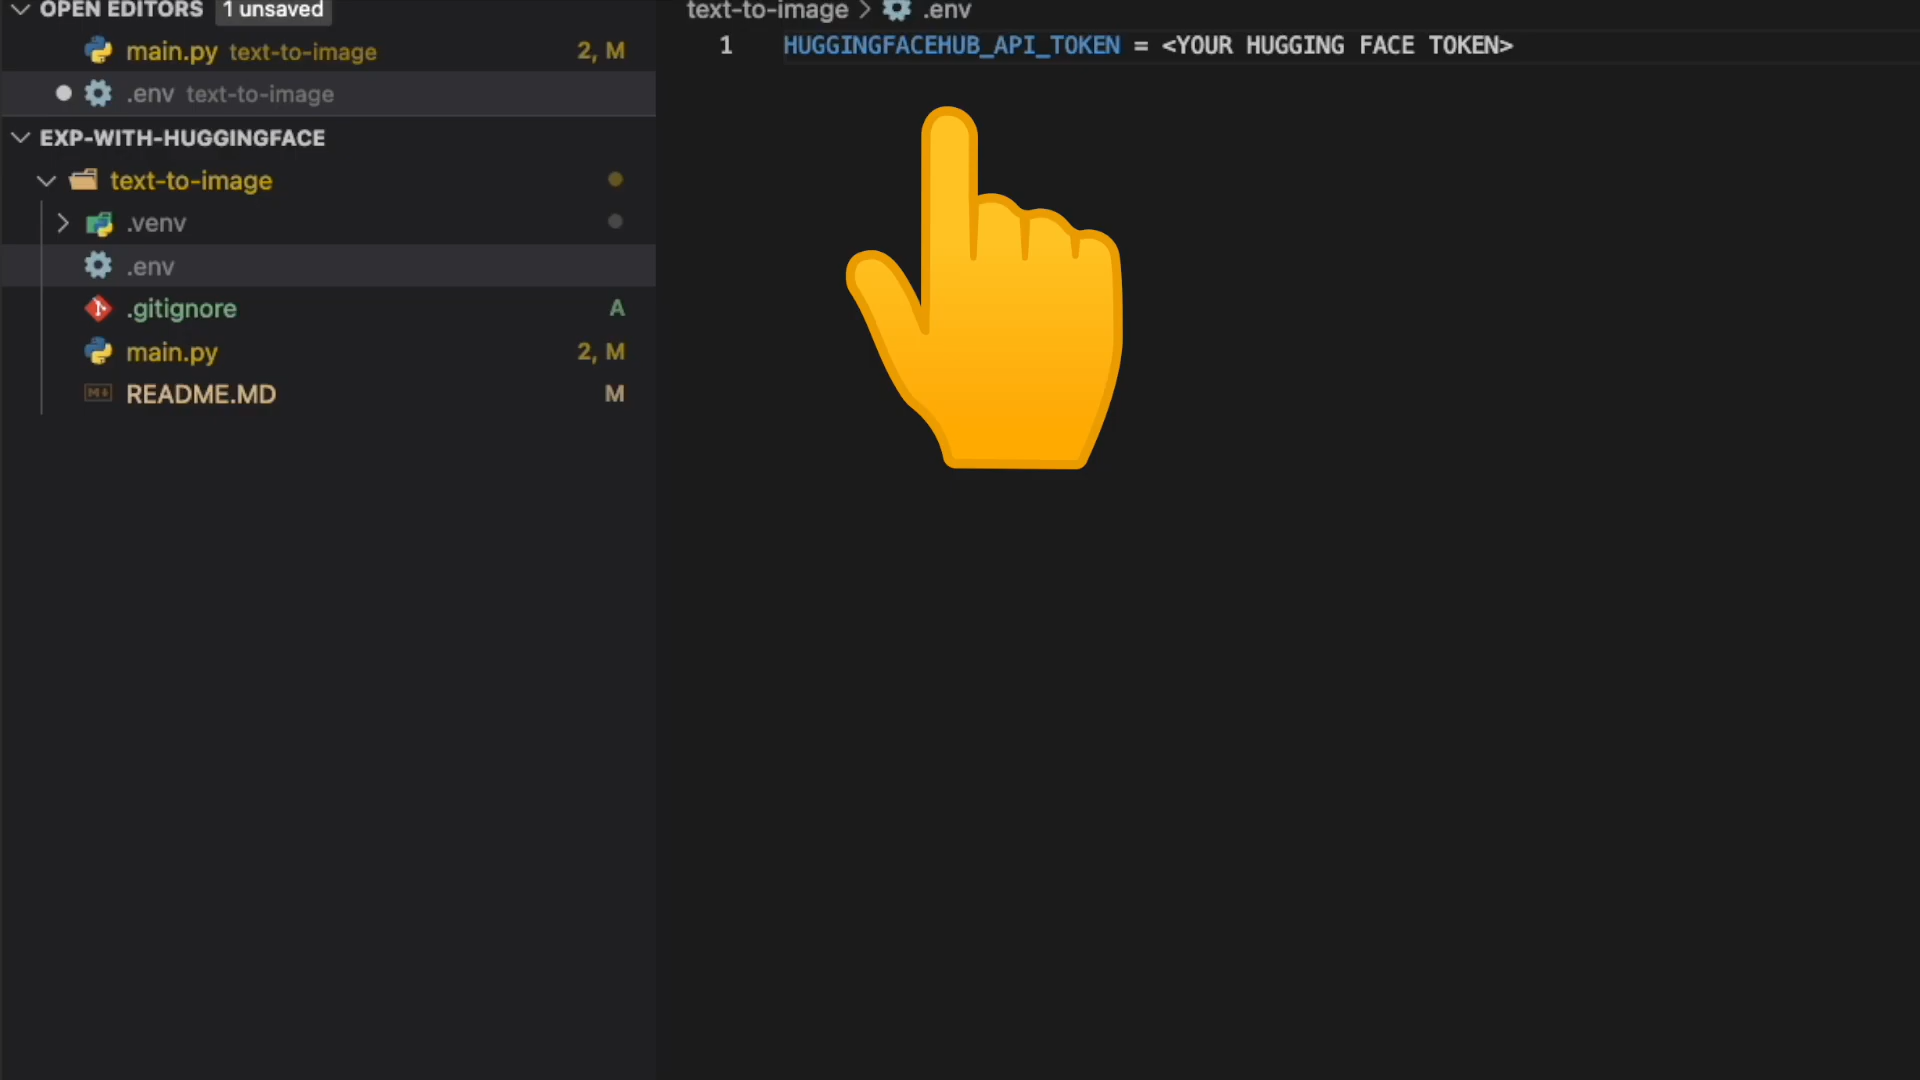 OPEN EDITORS 1 unsaved
main.py text-to-image 2, M
.env text-to-image
EXP-WITH-HUGGINGFACE
text-to-image
.venv
.env
.gitignore A
main.py 2, M
README.MD M
text-to-image > .env
1 HUGGINGFACEHUB_API_TOKEN = <YOUR HUGGING FACE TOKEN>